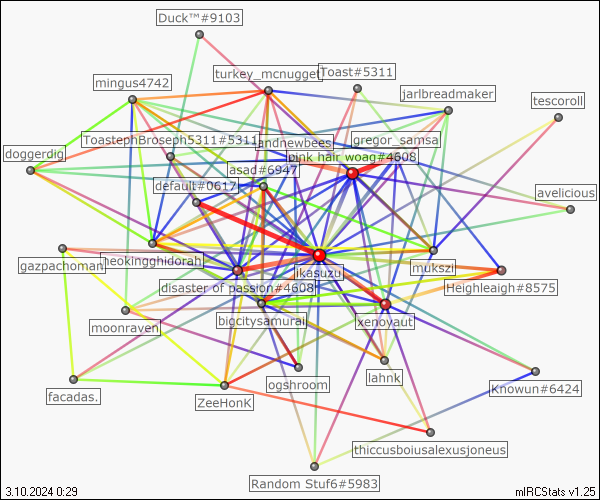 Duck™#9103
turkey_mcnugget
Toast#5311
mingus4742
jarlbreadmaker
tescoroll
ToastephBroseph5311#5311
andnewbees
gregor_samsa
doggerdig
pink hair woag#4608
asad#6947
default#0617
avelicious
heokingghidorah
gazpachoman
ikasuzu
mukszi
disaster of passion#4608
Heighleaigh#8575
moonraven
bigcitysamurai
xenoyaut
ogshroom
lahnk
Knowun#6424
facadas.
ZeeHonK
thiccusboiusalexusjoneus
Random Stuf6#5983
3.10.2024 0:29
mIRCStats v1.25